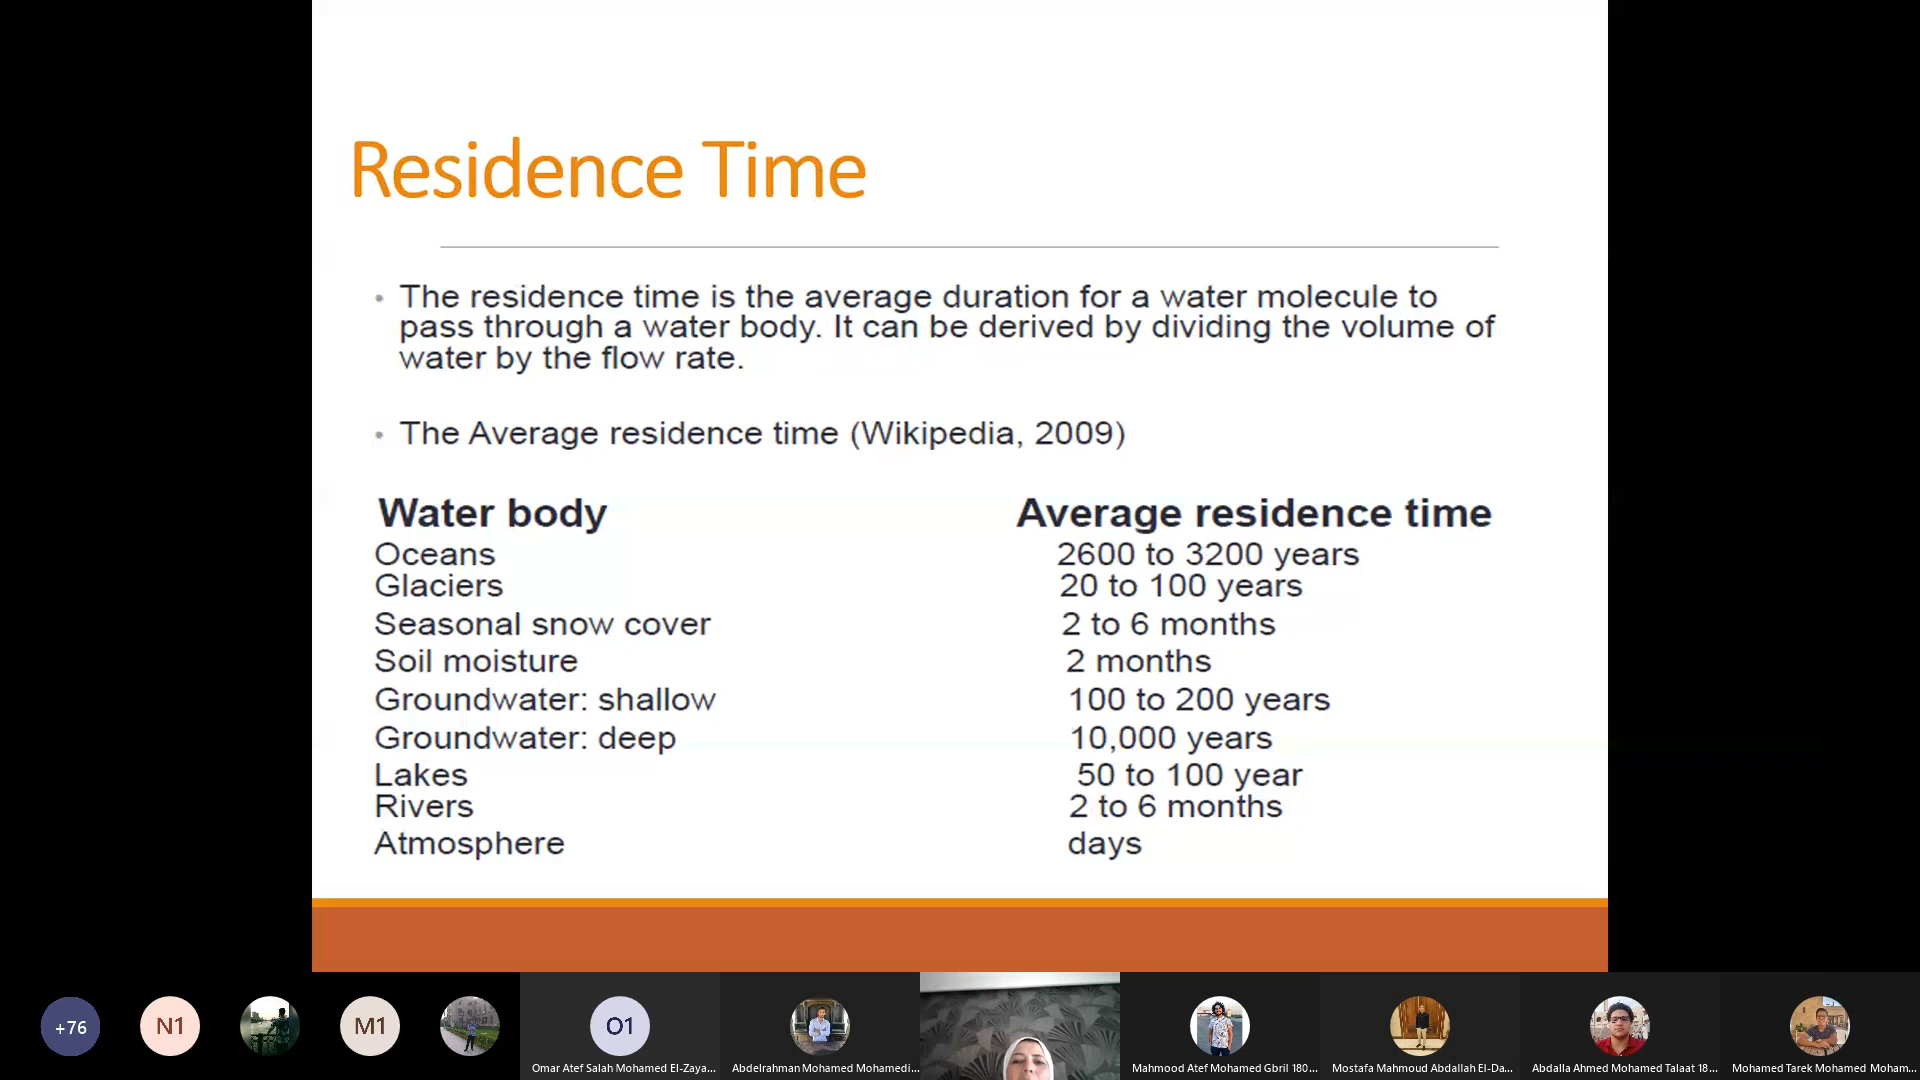 Residence Time
• The residence time is the average duration for a water molecule to
pass through a water body. It can be derived by dividing the volume of
water by the flow rate.
• The Average residence time (Wikipedia, 2009)
Water body Average residence time
Oceans 2600 to 3200 years
Glaciers 20 to 100 years
Seasonal snow cover 2 to 6 months
Soil moisture 2 months
Groundwater: shallow 100 to 200 years
Groundwater: deep 10,000 years
Lakes 50 to 100 year
Rivers 2 to 6 months
Atmosphere days
+76 N1 M1 O1
Omar Atef Salah Mohamed El-Zaya... Abdelrahman Mohamed Mohamedi... Mahmood Atef Mohamed Gbril 180... Mostafa Mahmoud Abdallah El-Da... Abdalla Ahmed Mohamed Talaat 18... Mohamed Tarek Mohamed Moham...